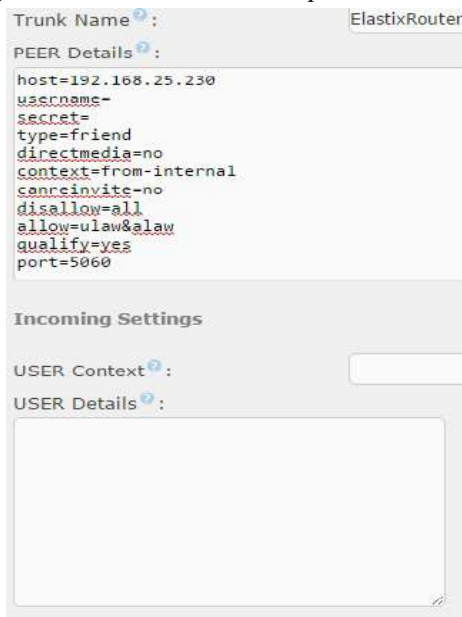 Trunk Name : ElastixRouter
PEER Details :
host=192.168.25.230
username=
secret=
type=friend
directmedia=no
context=from-internal
canreinvite=no
disallow=all
allow=ulaw&alaw
qualify=yes
port=5060
Incoming Settings
USER Context :
USER Details :